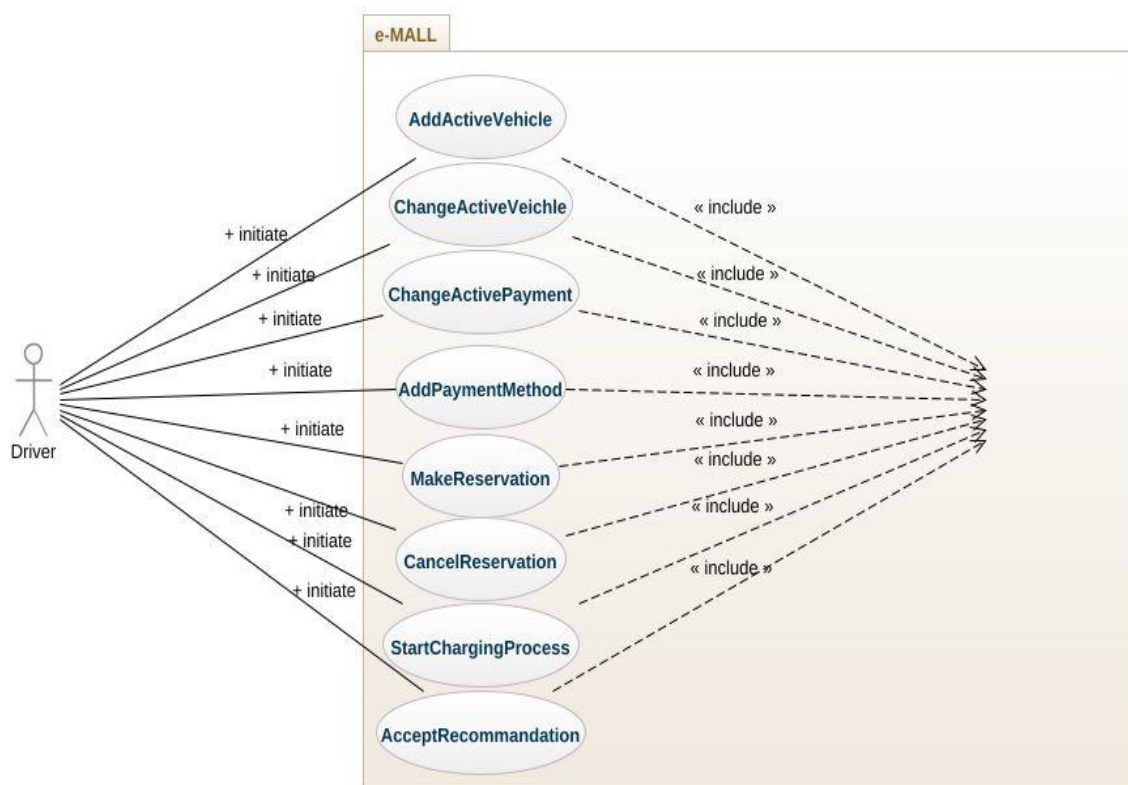 e-MALL
AddActiveVehicle
ChangeActiveVeichle
« include »
+ initiate
+ initiate
« include »
ChangeActivePayment
+ initiate
« include »
+ initiate
« include »
AddPaymentMethod
« include »
+ initiate
Driver
« include »
MakeReservation
+ initiate
« include »
+ initiate
CancelReservation
« include »
+ initiate
StartChargingProcess
AcceptRecommandation